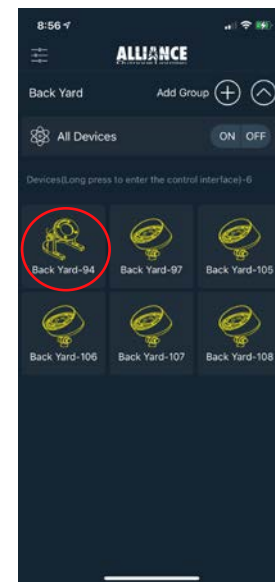 8:56
ALLIANCE
Outdoor Lighting
Back Yard
Add Group
All Devices
ON OFF
Devices(Long press to enter the control interface)-6
Back Yard-94 Back Yard-97 Back Yard-105
Back Yard-106 Back Yard-107 Back Yard-108